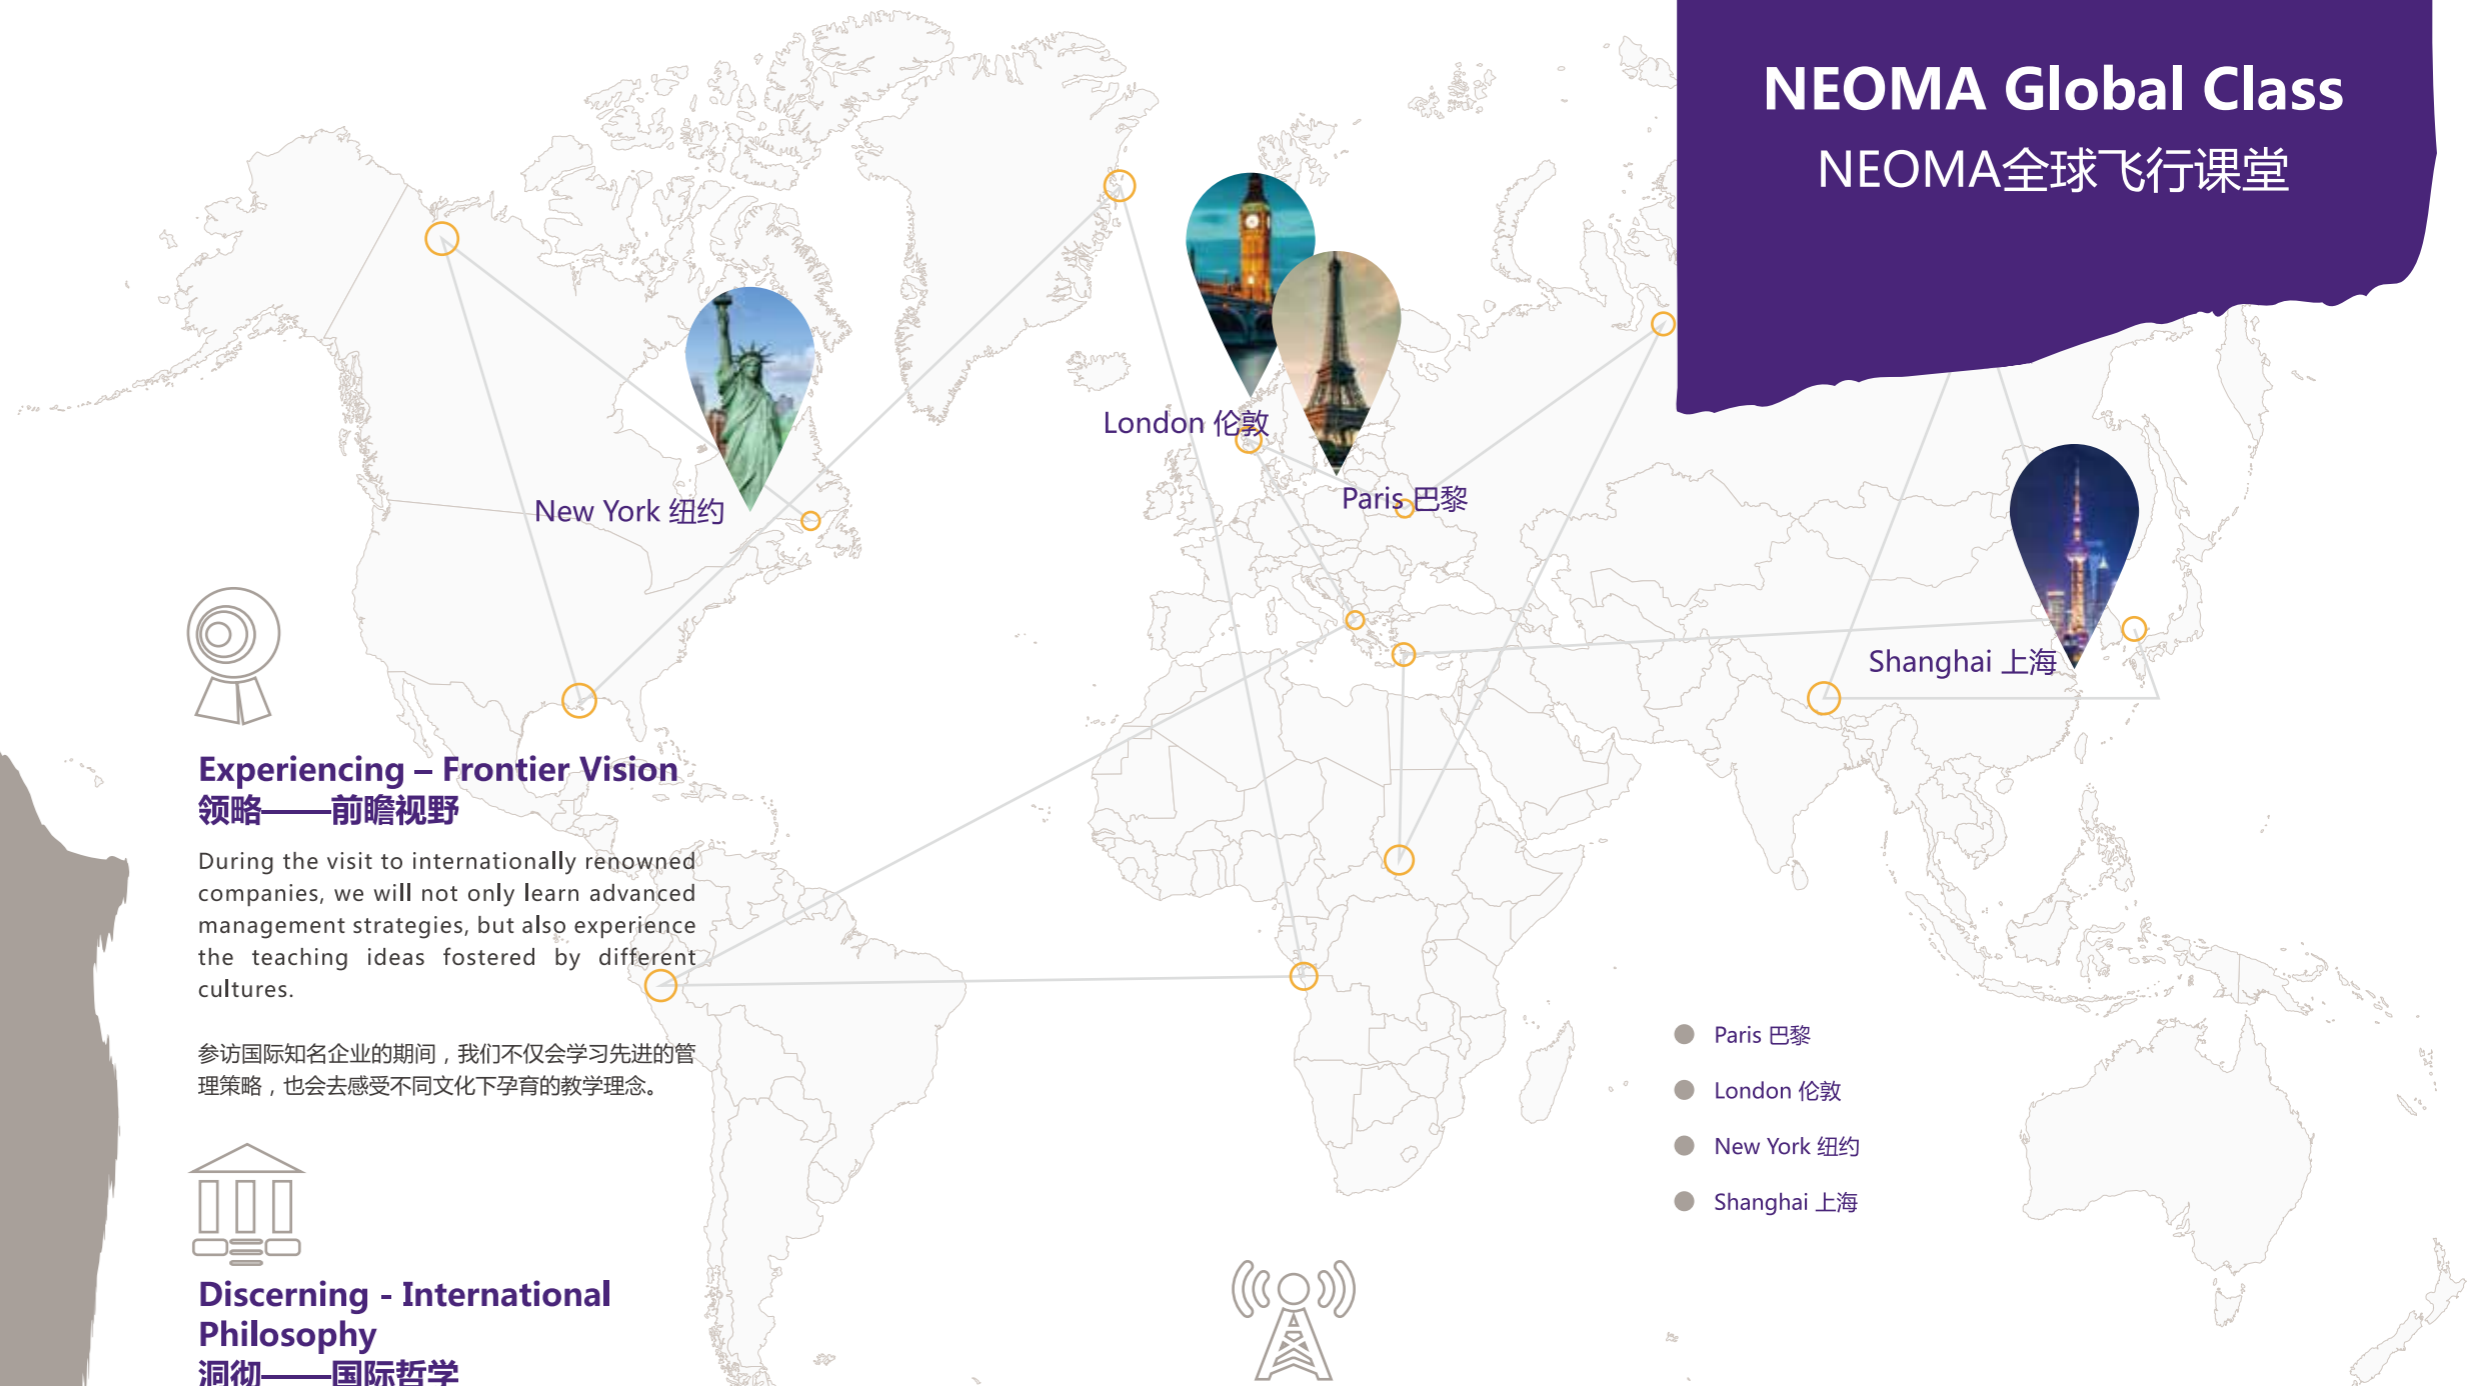 NEOMA Global Class
NEOMA全球飞行课堂
London 伦敦
Paris 巴黎
New York 纽约
Shanghai 上海
Experiencing – Frontier Vision
领略——前瞻视野
During the visit to internationally renowned
companies, we will not only learn advanced
management strategies, but also experience
the teaching ideas fostered by different
cultures.
参访国际知名企业的期间，我们不仅会学习先进的管
理策略，也会去感受不同文化下孕育的教学理念。
Paris 巴黎
London 伦敦
New York 纽约
Shanghai 上海
Discerning - International
Philosophy
洞彻——国际哲学